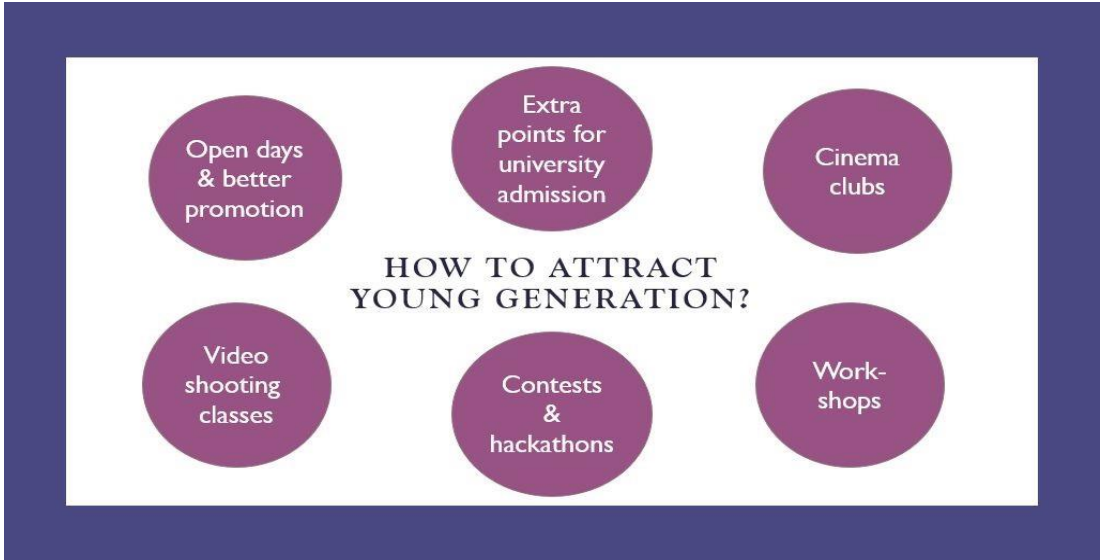 Open days
& better
promotion
Extra
points for
university
admission
Cinema
clubs
HOW TO ATTRACT
YOUNG GENERATION?
Video
shooting
classes
Contests
&
hackathons
Work-
shops